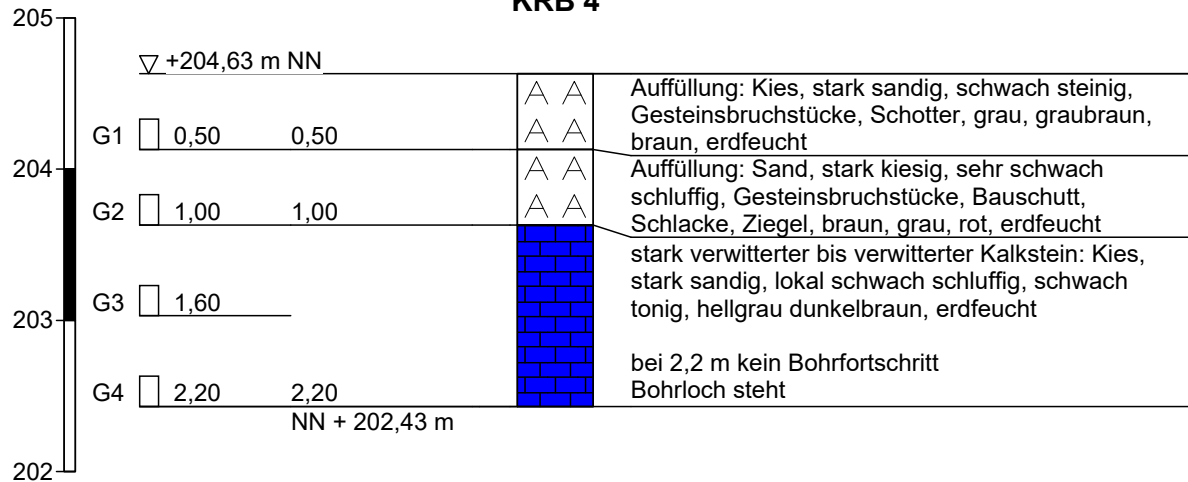 KRB 4
205
+204,63 m NN
Auffüllung: Kies, stark sandig, schwach steinig,
Gesteinsbruchstücke, Schotter, grau, graubraun,
braun, erdfeucht
G1 0,50 0,50
204
Auffüllung: Sand, stark kiesig, sehr schwach
schluffig, Gesteinsbruchstücke, Bauschutt,
Schlacke, Ziegel, braun, grau, rot, erdfeucht
G2 1,00 1,00
stark verwitterter bis verwitterter Kalkstein: Kies,
stark sandig, lokal schwach schluffig, schwach
tonig, hellgrau dunkelbraun, erdfeucht
G3 1,60
203
bei 2,2 m kein Bohrfortschritt
Bohrloch steht
G4 2,20 2,20
NN + 202,43 m
202